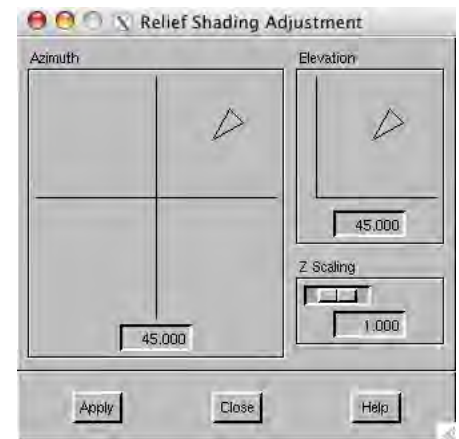 Relief Shading Adjustment
Azimuth
45.000
Elevation
45.000
Z Scaling
1.000
Apply
Close
Help